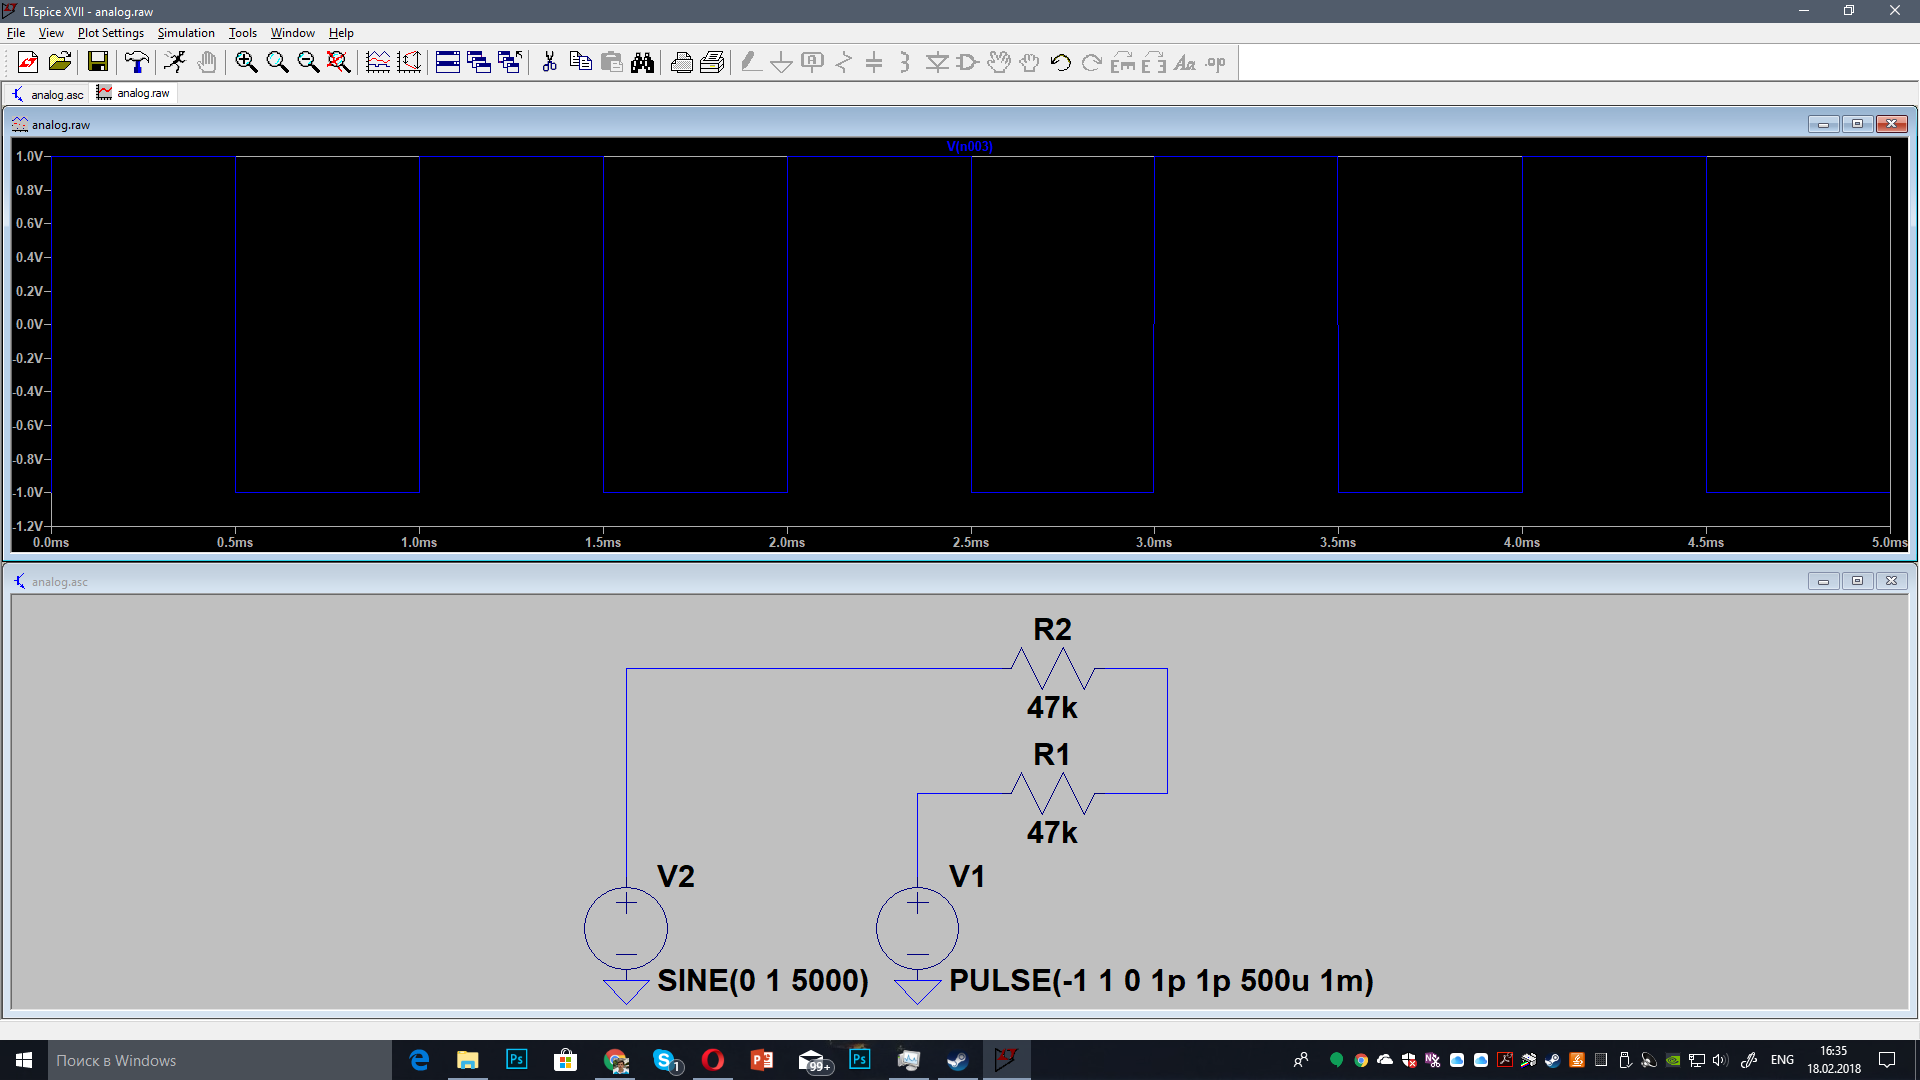 LTspice XVII - analog.raw
File View Plot Settings Simulation Tools Window Help
analog.asc analog.raw
analog.raw
V(n003)
1.0V
0.8V
0.6V
0.4V
0.2V
0.0V
-0.2V
-0.4V
-0.6V
-0.8V
-1.0V
-1.2V
0.0ms 0.5ms 1.0ms 1.5ms 2.0ms 2.5ms 3.0ms 3.5ms 4.0ms 4.5ms 5.0ms
analog.asc
R2
47k
R1
47k
V2 V1
SINE(0 1 5000) PULSE(-1 1 0 1p 1p 500u 1m)
Поиск в Windows
99+
1
ENG
16:35
18.02.2018